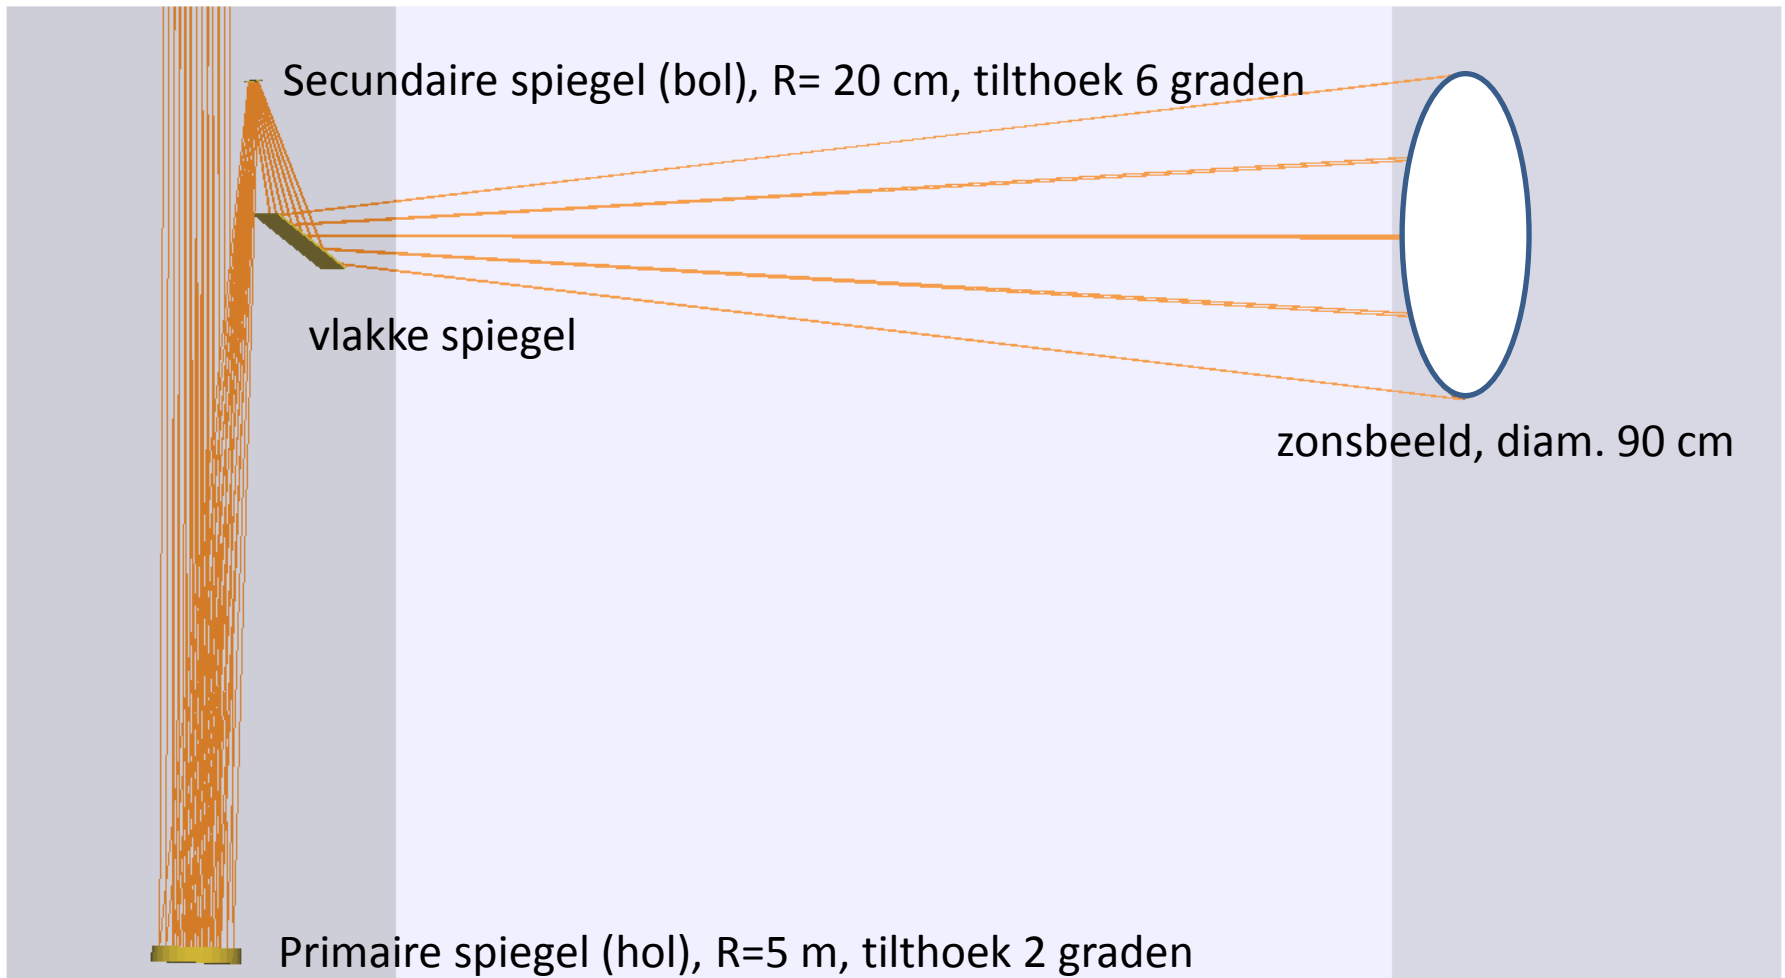 Secundaire spiegel (bol), R= 20 cm, tilthoek 6 graden
vlakke spiegel
zonsbeeld, diam. 90 cm
Primaire spiegel (hol), R=5 m, tilthoek 2 graden